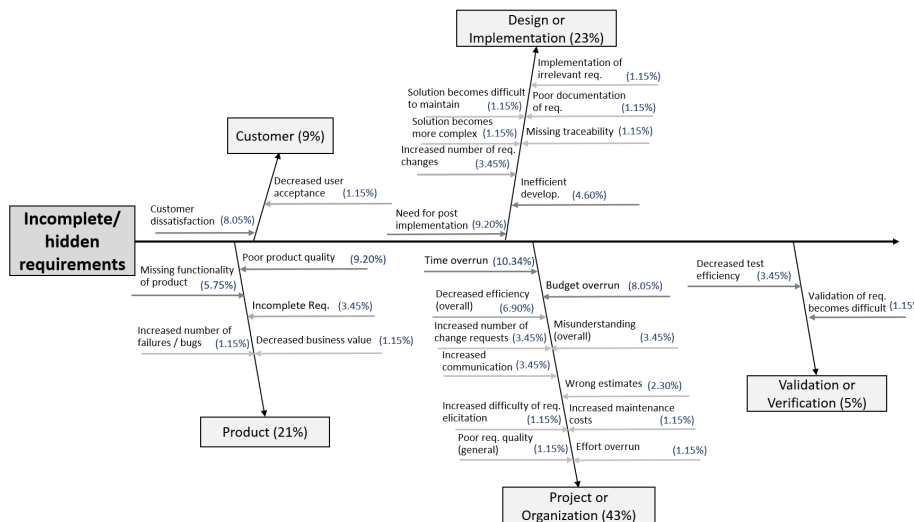 Design or
Implementation (23%)
Implementation of
irrelevant req. (1.15%)
Solution becomes difficult
to maintain (1.15%)
Poor documentation
of req. (1.15%)
Solution becomes
more complex (1.15%)
Missing traceability (1.15%)
Increased number of req.
changes (3.45%)
Inefficient
develop. (4.60%)
Need for post
implementation (9.20%)
Customer (9%)
Decreased user
acceptance (1.15%)
Customer
dissatisfaction (8.05%)
Incomplete/
hidden
requirements
Poor product quality (9.20%)
Missing functionality
of product (5.75%)
Incomplete Req. (3.45%)
Increased number of
failures / bugs (1.15%)
Decreased business value (1.15%)
Product (21%)
Time overrun (10.34%)
Budget overrun (8.05%)
Decreased efficiency
(overall) (6.90%)
Increased number of
change requests (3.45%)
Misunderstanding
(overall) (3.45%)
Increased
communication (3.45%)
Wrong estimates (2.30%)
Increased difficulty of req.
elicitation (1.15%)
Increased maintenance
costs (1.15%)
Poor req. quality
(general) (1.15%)
Effort overrun (1.15%)
Project or
Organization (43%)
Decreased test
efficiency (3.45%)
Validation of req.
becomes difficult (1.15
Validation or
Verification (5%)